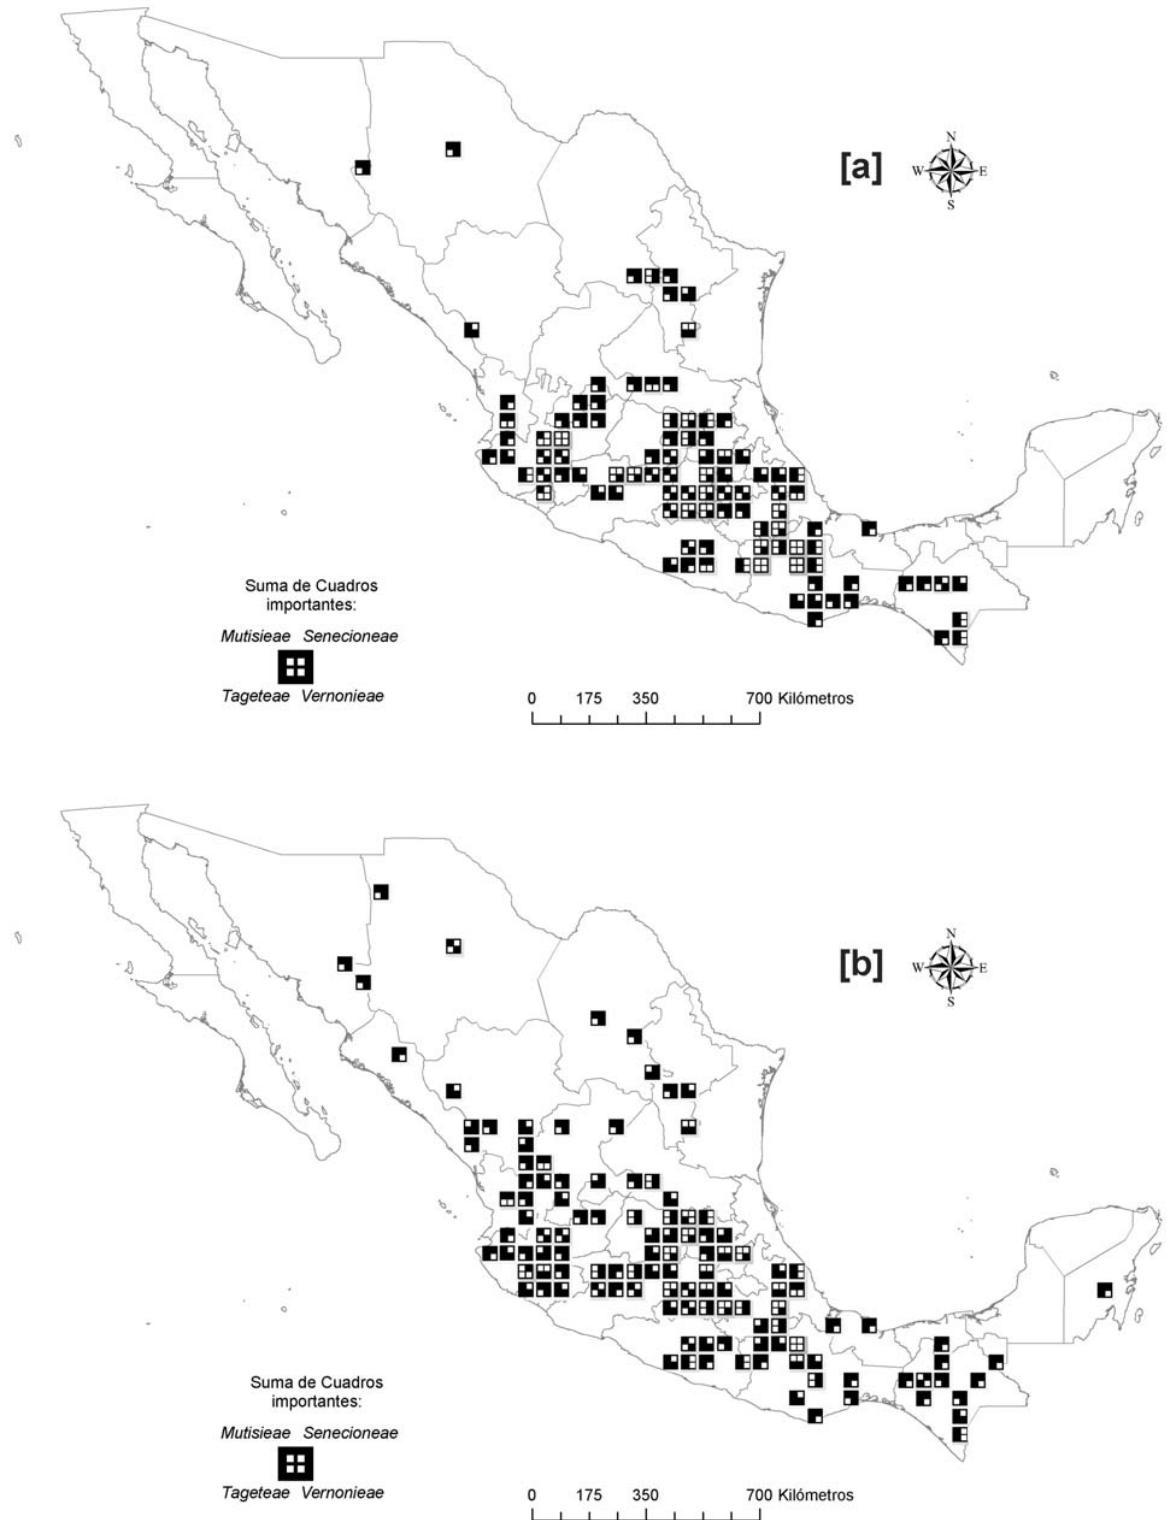 [a]
N
W E
S
Suma de Cuadros
importantes:
Mutisieae Senecioneae
Tageteae Vernonieae
0 175 350 700 Kilómetros
[b]
N
W E
S
Suma de Cuadros
importantes:
Mutisieae Senecioneae
Tageteae Vernonieae
0 175 350 700 Kilómetros